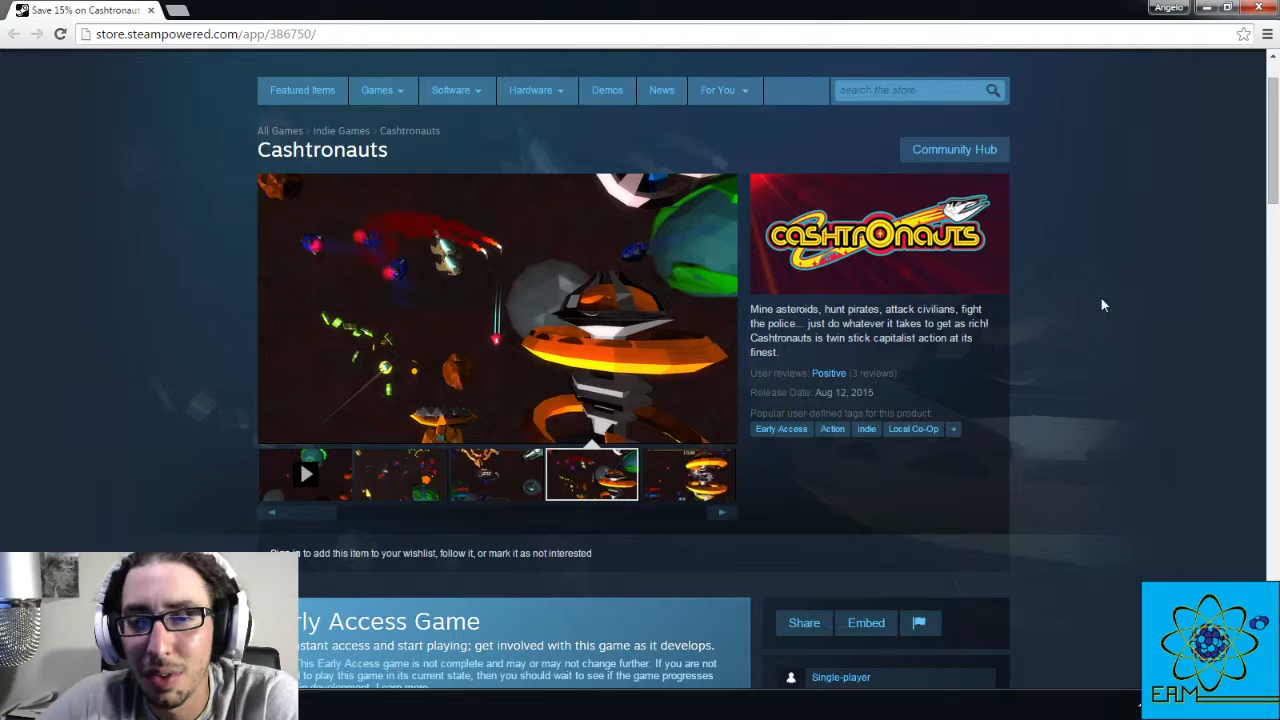 Save 15% on Cashtronaut
Angelo
store.steampowered.com/app/386750/
Featured Items
Games
Software
Hardware
Demos
News
For You
search the store
All Games > Indie Games > Cashtronauts
Cashtronauts
Community Hub
CASHTRONAUTS
Mine asteroids, hunt pirates, attack civilians, fight
the police... just do whatever it takes to get as rich!
Cashtronauts is twin stick capitalist action at its
finest.
User reviews: Positive (3 reviews)
Release Date: Aug 12, 2015
Popular user-defined tags for this product:
Early Access
Action
Indie
Local Co-Op
+
to add this item to your wishlist, follow it, or mark it as not interested
rly Access Game
stant access and start playing; get involved with this game as it develops.
This Early Access game is not complete and may or may not change further. If you are not
to play this game in its current state, then you should wait to see if the game progresses
Learn more
Share
Embed
Single-player
EAM